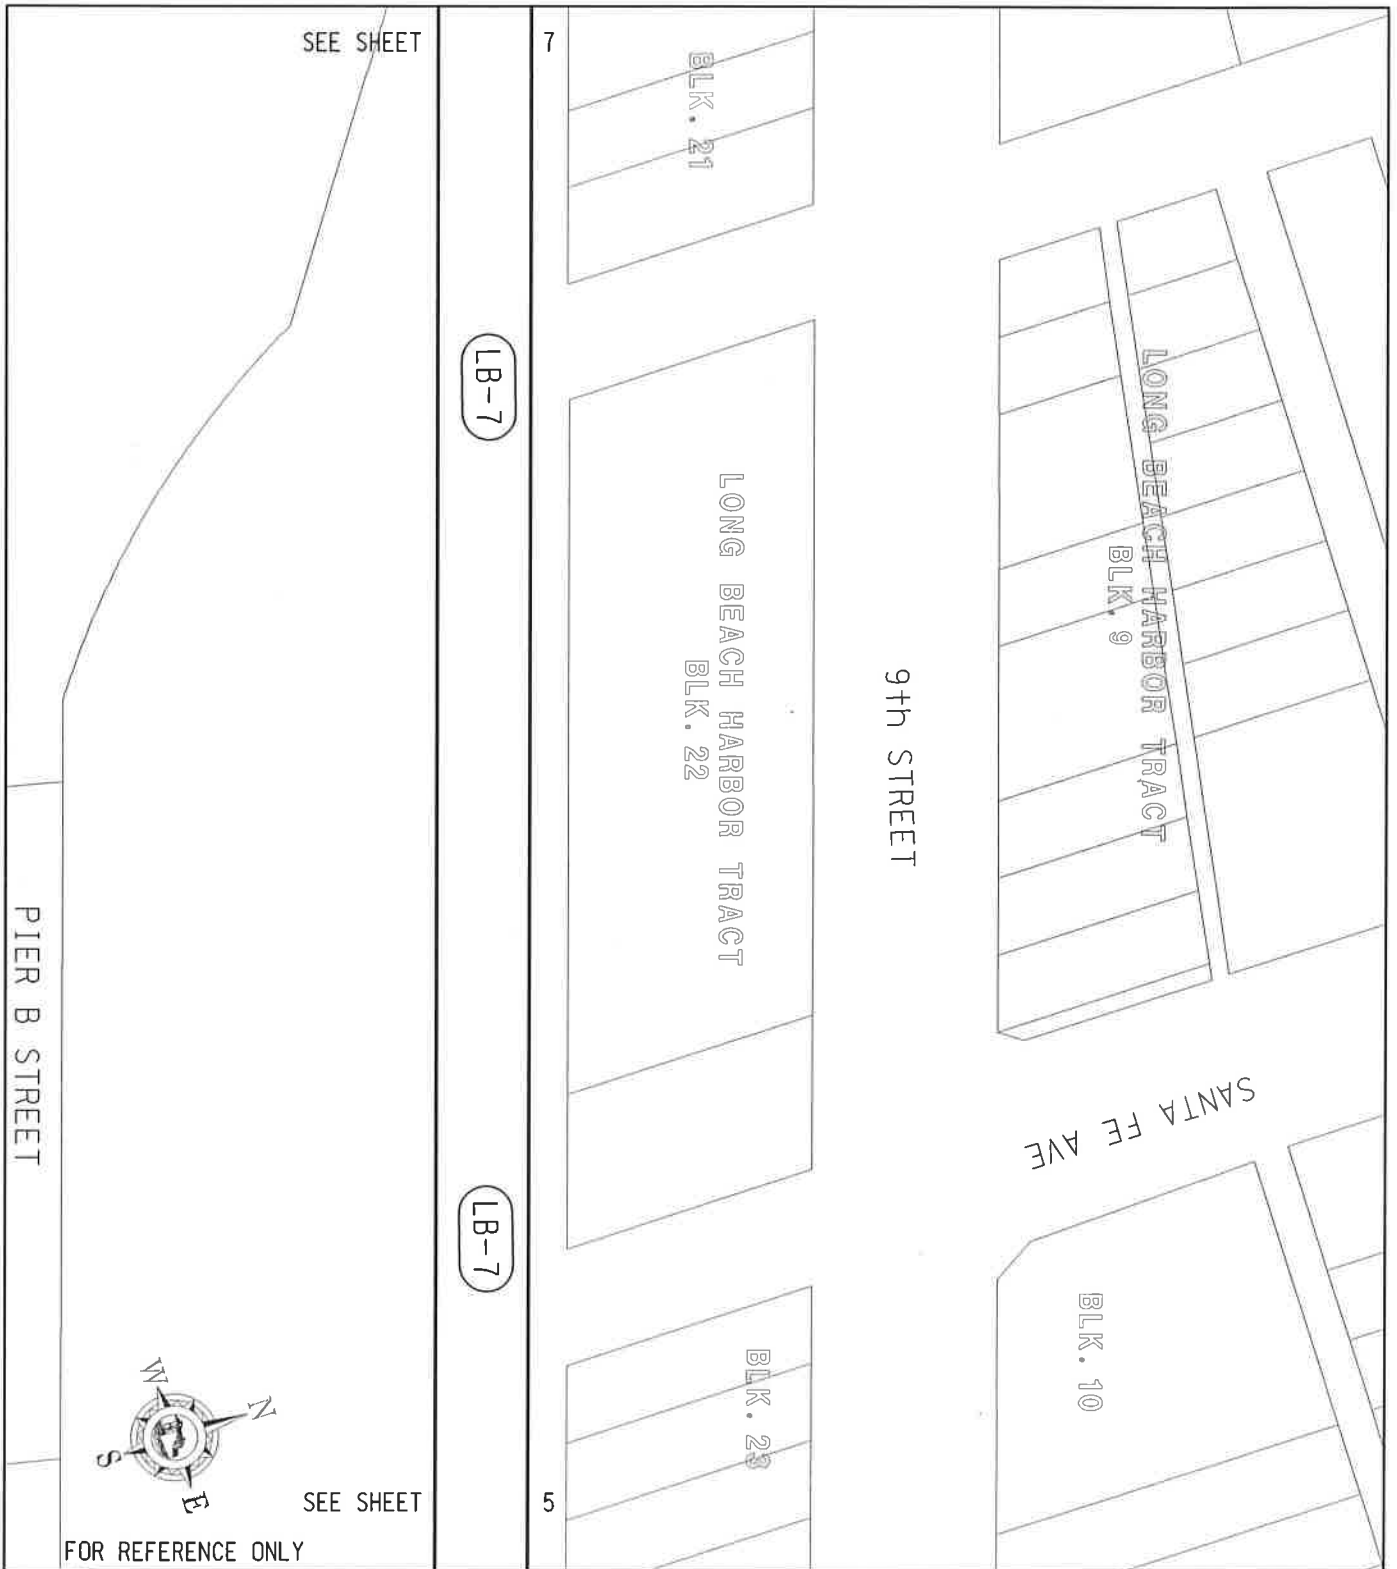 SEE SHEET 7
BLK. 21
LB-7
LONG BEACH HARBOR TRACT
BLK. 9
LONG BEACH HARBOR TRACT
BLK. 22
9th STREET
PIER B STREET
SANTA FE AVE
LB-7
BLK. 10
BLK. 23
N
W
S
E
SEE SHEET 5
FOR REFERENCE ONLY